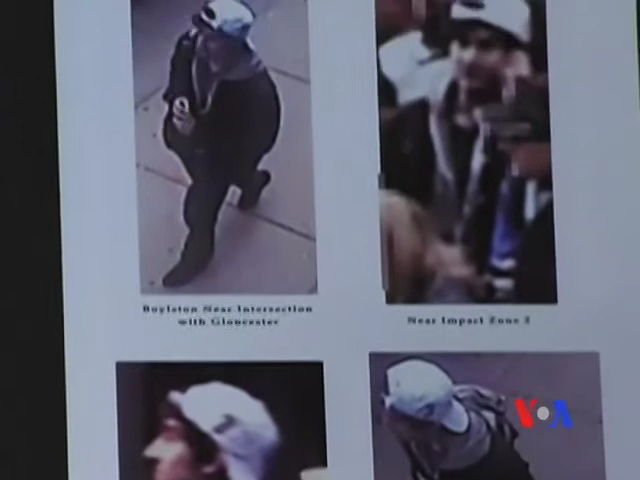 Boylston Near Intersection
with Gloucester
Near Impact Zone 2
VOA